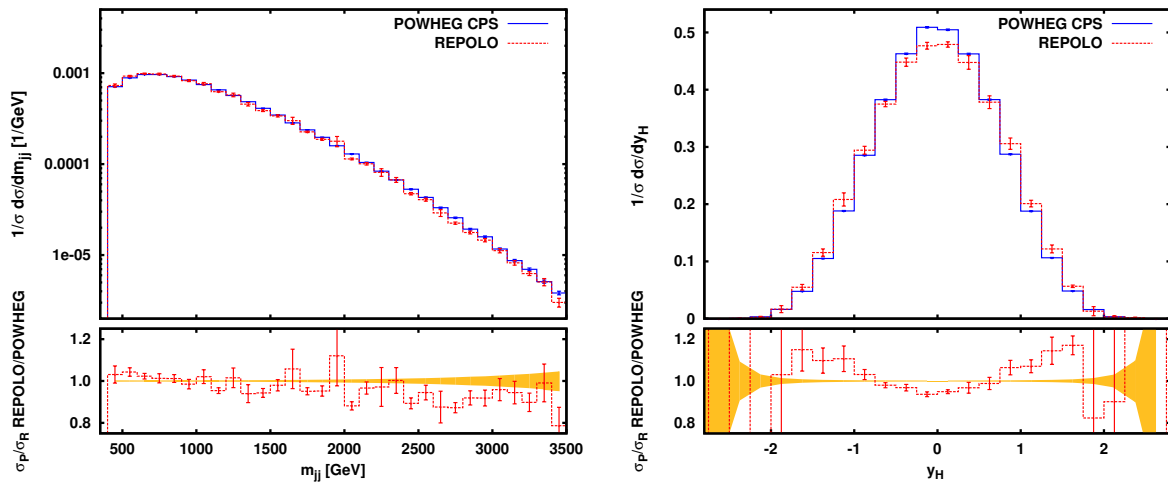 POWHEG CPS
REPOLO
0.001
0.0001
1e-05
1/σ dσ/dm_jj [1/GeV]
1.2
1.0
0.8
σ_P/σ_R REPOLO/POWHEG
500 1000 1500 2000 2500 3000 3500
m_jj [GeV]
POWHEG CPS
REPOLO
0.5
0.4
0.3
0.2
0.1
0
1/σ dσ/dy_H
1.2
1.0
0.8
σ_P/σ_R REPOLO/POWHEG
-2 -1 0 1 2
y_H